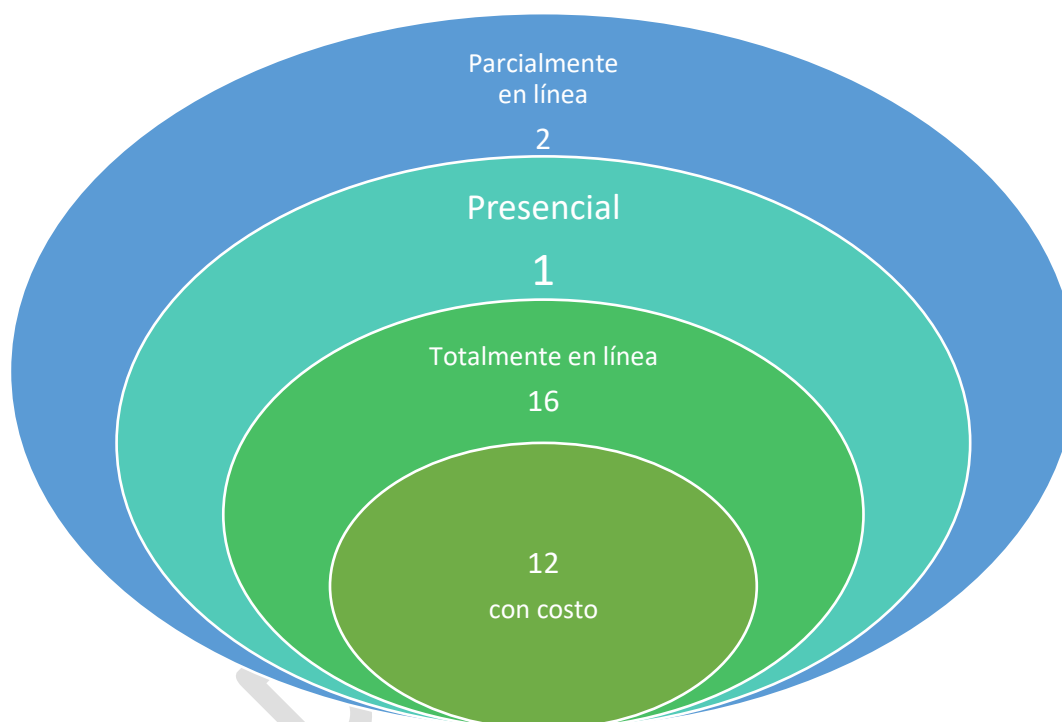 Parcialmente
en línea
2
Presencial
1
Totalmente en línea
16
12
con costo